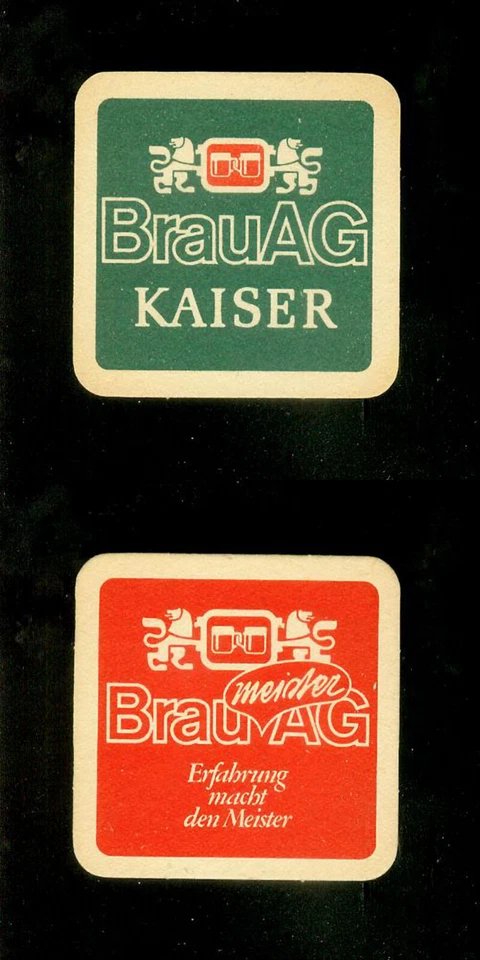 BrauAG
KAISER
meister
BrauAG
Erfahrung
macht
den Meister